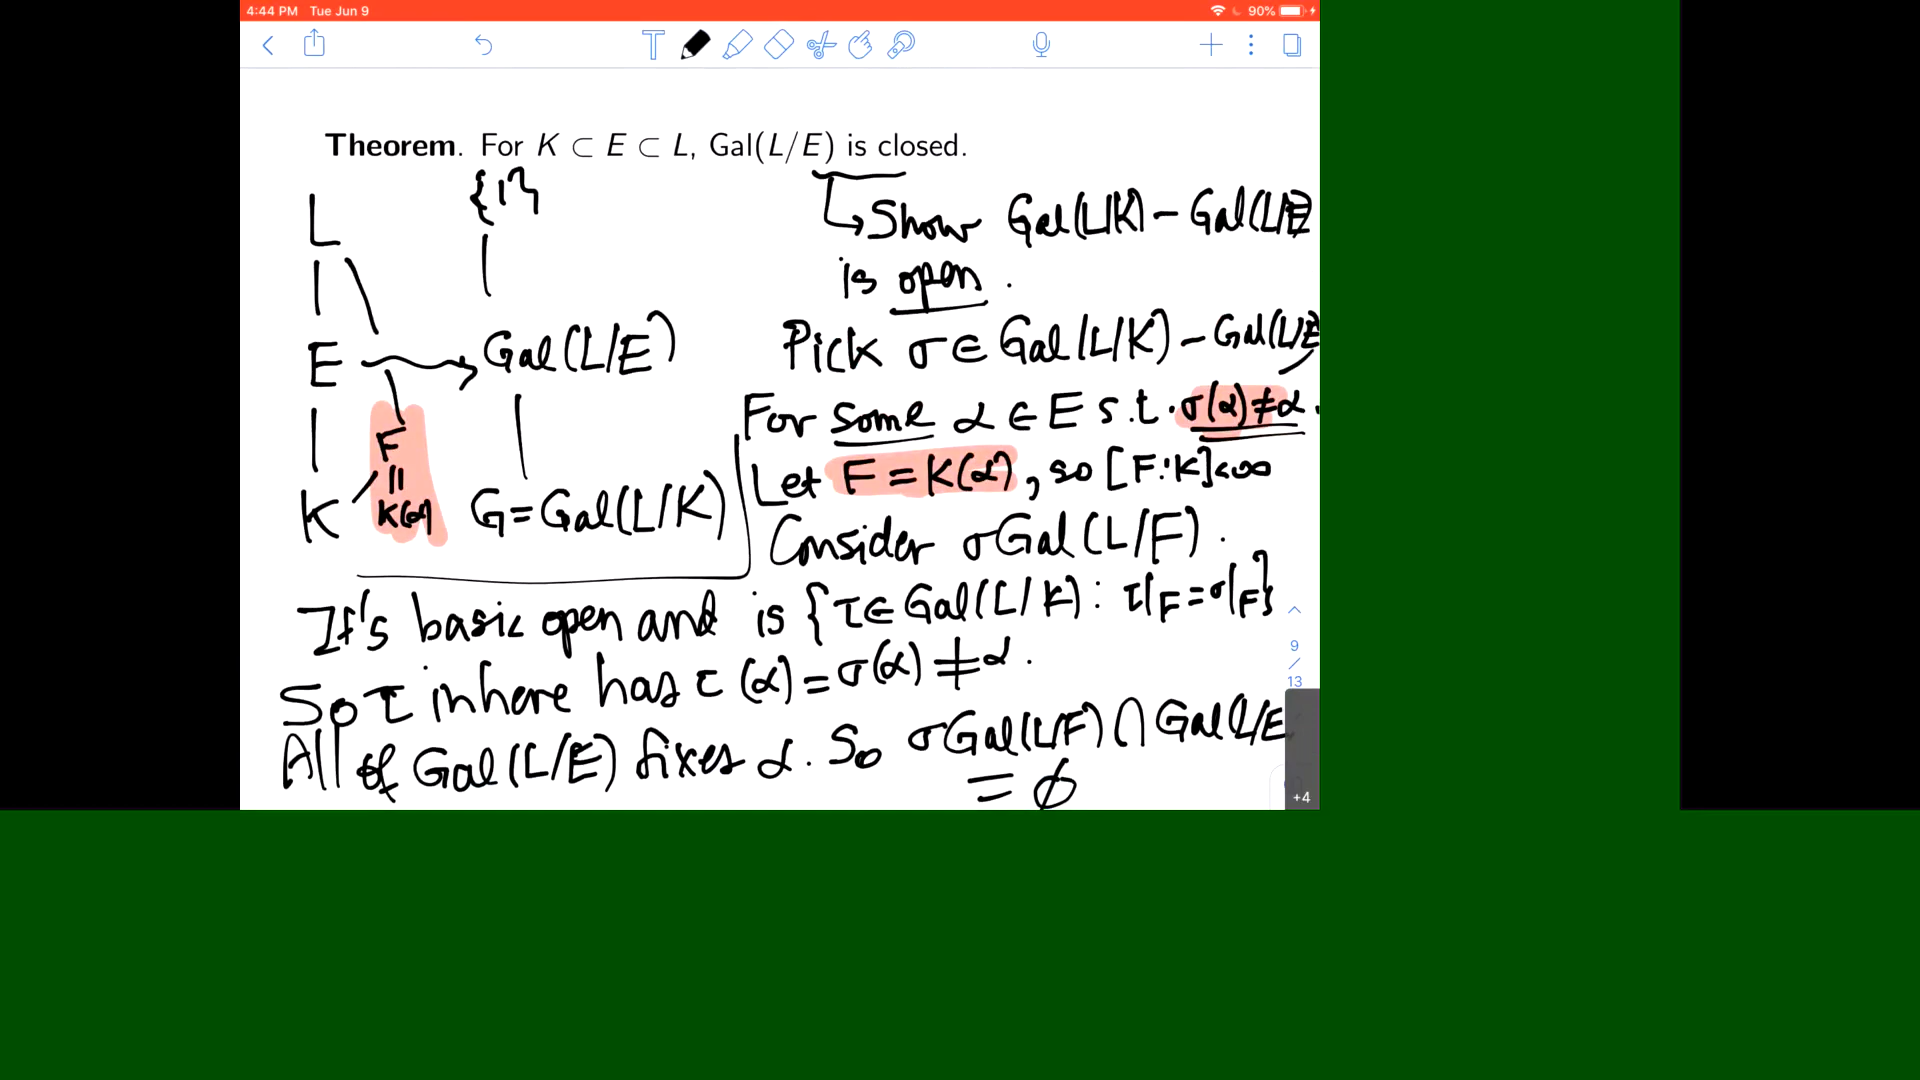 4:44 PM Tue Jun 9
90%
Theorem. For K ⊂ E ⊂ L, Gal(L/E) is closed.
L
{1}
E
Gal(L/E)
F
=
K(α)
K
G=Gal(L/K)
↳ Show Gal(L/K) - Gal(L/E)
is open.
Pick σ ∈ Gal(L/K) - Gal(L/E)
For some α ∈ E s.t. σ(α)≠α.
Let F = K(α), so [F:K]<∞
Consider σGal(L/F).
It's basic open and is {τ∈Gal(L/K): τ|F=σ|F}
So τ in here has τ(α)=σ(α)≠α.
All of Gal(L/E) fixes α. So σGal(L/F)∩Gal(L/E
= ∅
9
/
13
+4